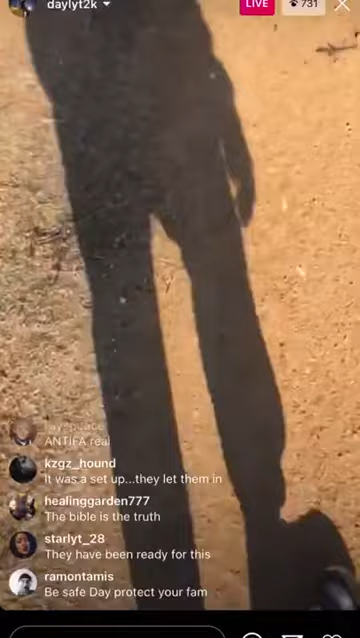 daylyt2k
LIVE
731
ANTIFA real
kzgz_hound
It was a set up...they let them in
healinggarden777
The bible is the truth
starlyt_28
They have been ready for this
ramontamis
Be safe Day protect your fam